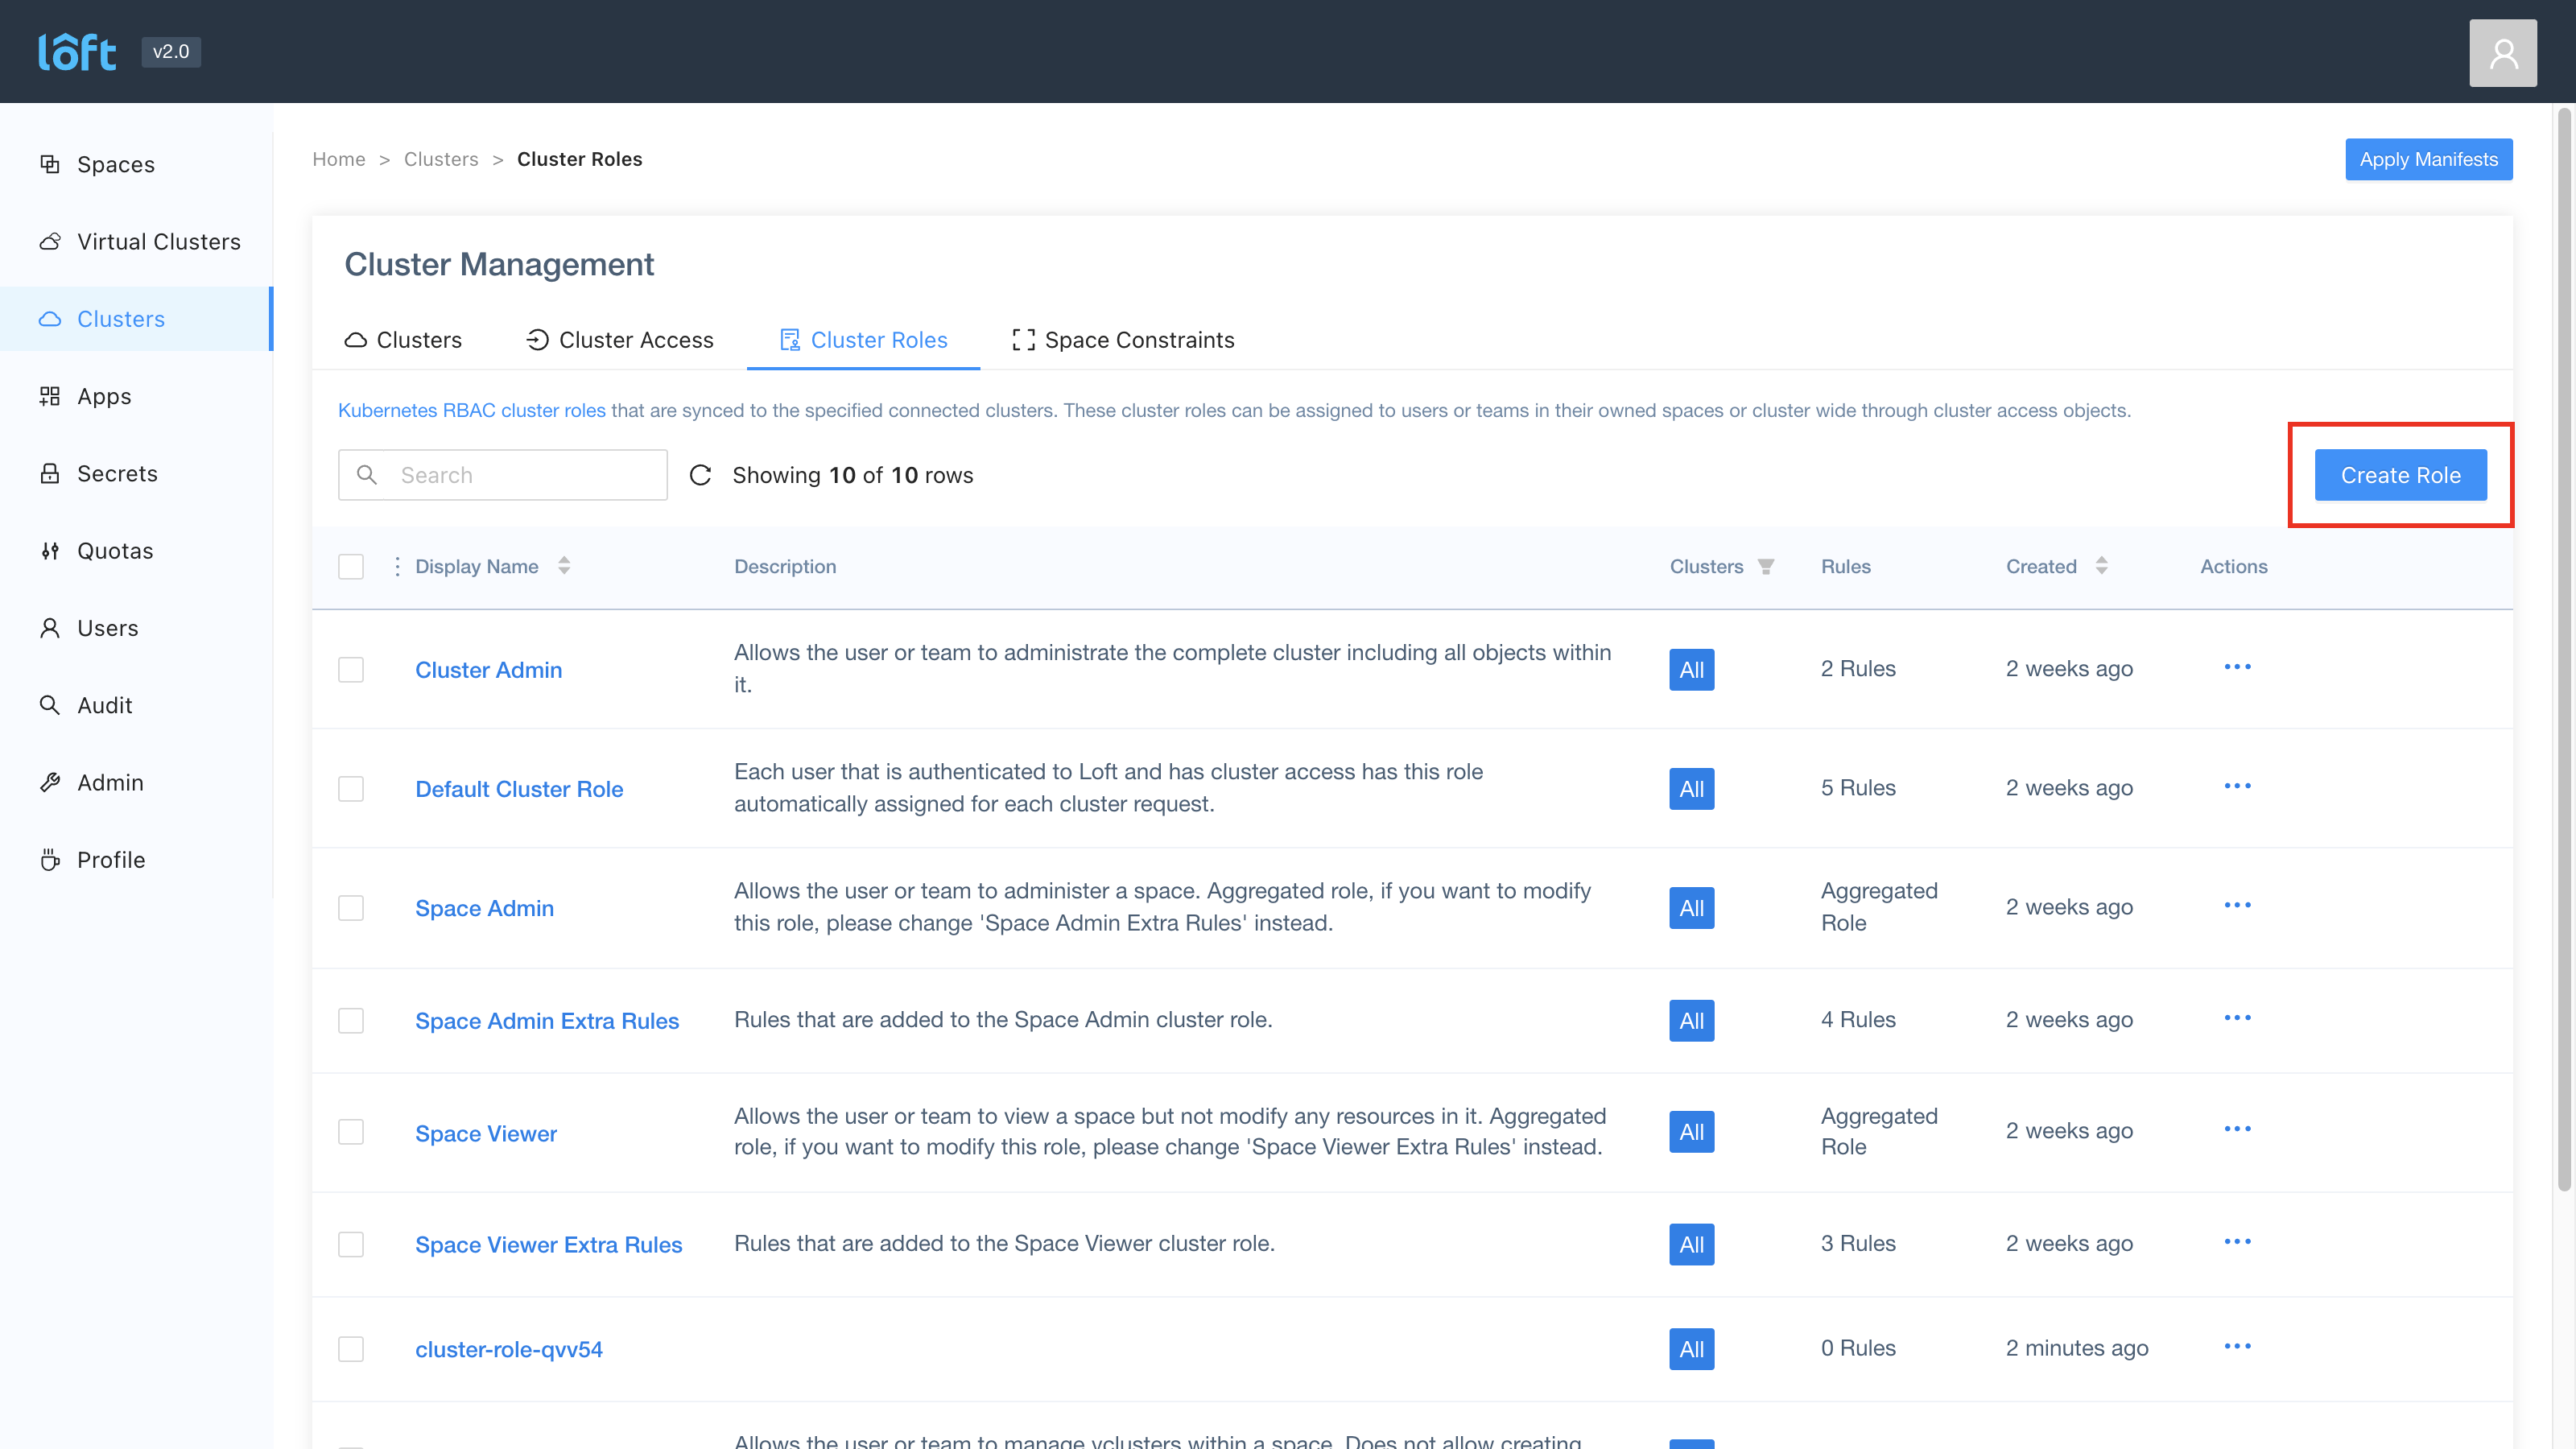 loft v2.0
Spaces
Virtual Clusters
Clusters
Apps
Secrets
Quotas
Users
Audit
Admin
Profile
Home > Clusters > Cluster Roles
Apply Manifests
Cluster Management
Clusters Cluster Access Cluster Roles Space Constraints
Kubernetes RBAC cluster roles that are synced to the specified connected clusters. These cluster roles can be assigned to users or teams in their owned spaces or cluster wide through cluster access objects.
Search Showing 10 of 10 rows Create Role
Display Name Description Clusters Rules Created Actions
Cluster Admin Allows the user or team to administrate the complete cluster including all objects within
it. All 2 Rules 2 weeks ago
Default Cluster Role Each user that is authenticated to Loft and has cluster access has this role
automatically assigned for each cluster request. All 5 Rules 2 weeks ago
Space Admin Allows the user or team to administer a space. Aggregated role, if you want to modify
this role, please change 'Space Admin Extra Rules' instead. All Aggregated
Role 2 weeks ago
Space Admin Extra Rules Rules that are added to the Space Admin cluster role. All 4 Rules 2 weeks ago
Space Viewer Allows the user or team to view a space but not modify any resources in it. Aggregated
role, if you want to modify this role, please change 'Space Viewer Extra Rules' instead. All Aggregated
Role 2 weeks ago
Space Viewer Extra Rules Rules that are added to the Space Viewer cluster role. All 3 Rules 2 weeks ago
cluster-role-qvv54 All 0 Rules 2 minutes ago
Allows the user or team to manage vclusters within a space. Does not allow creating